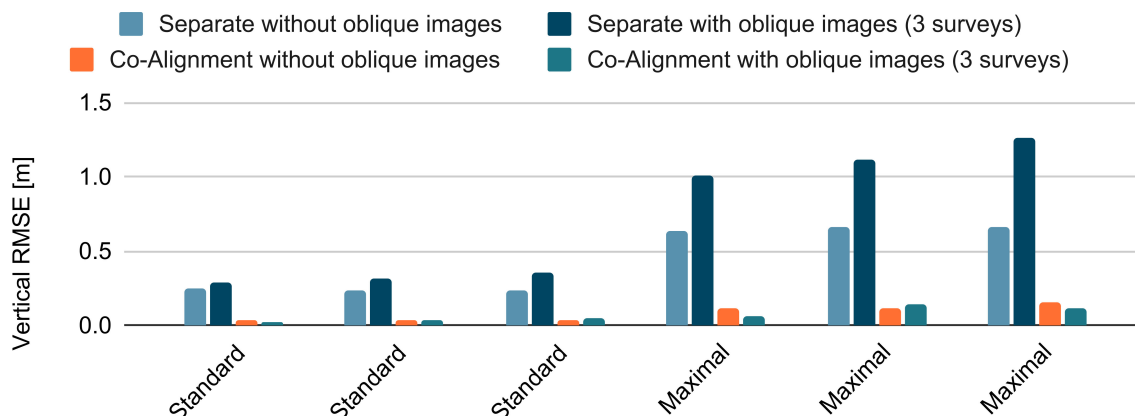 Separate without oblique images
Separate with oblique images (3 surveys)
Co-Alignment without oblique images
Co-Alignment with oblique images (3 surveys)
Vertical RMSE [m]
1.5
1.0
0.5
0.0
Standard
Standard
Standard
Maximal
Maximal
Maximal